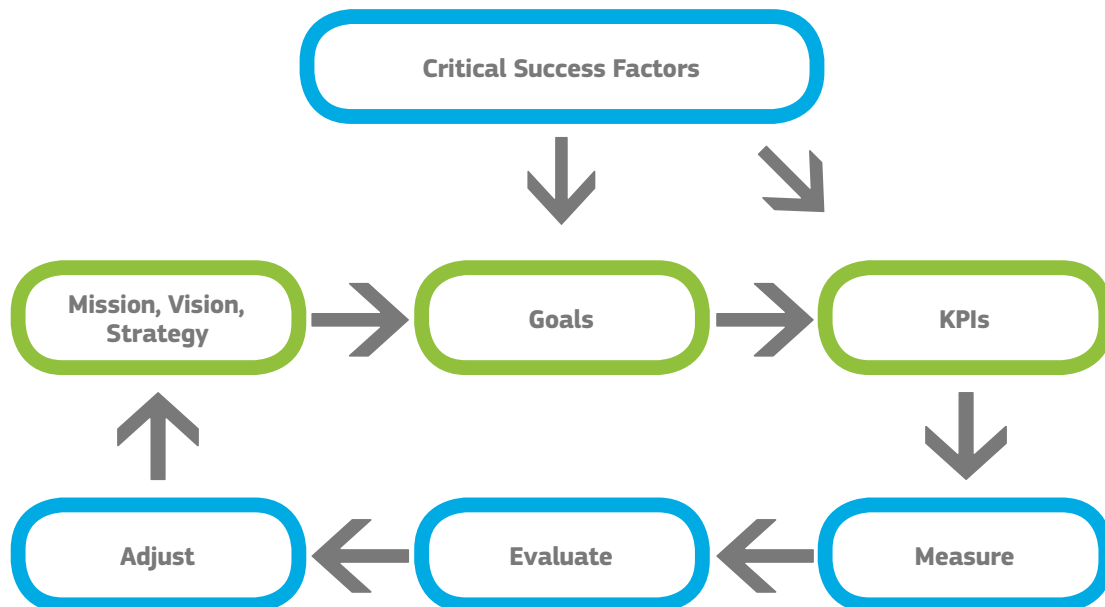 Critical Success Factors
Mission, Vision,
Strategy
Goals
KPIs
Adjust
Evaluate
Measure